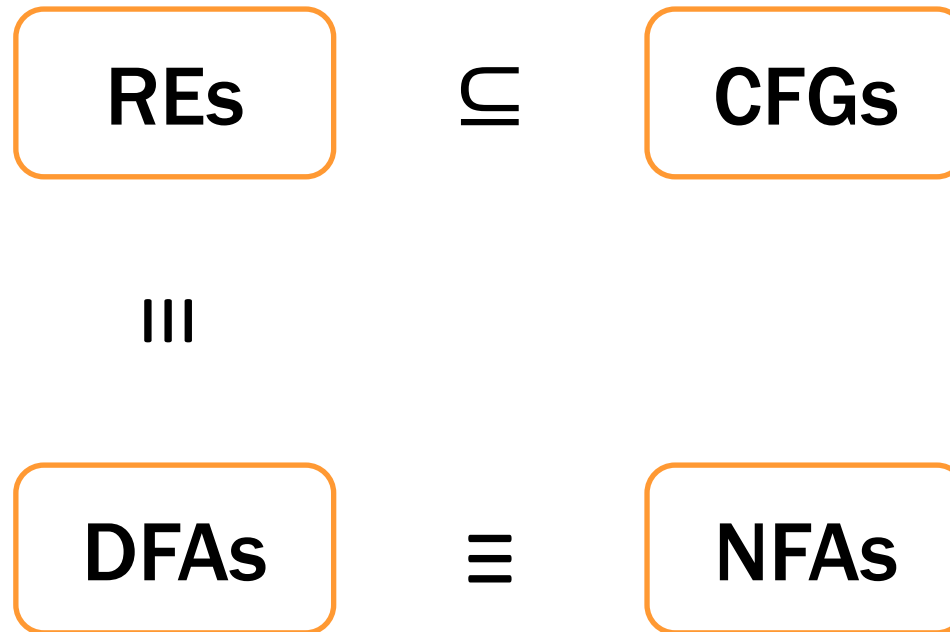 REs ⊆ CFGs
≡
DFAs ≡ NFAs